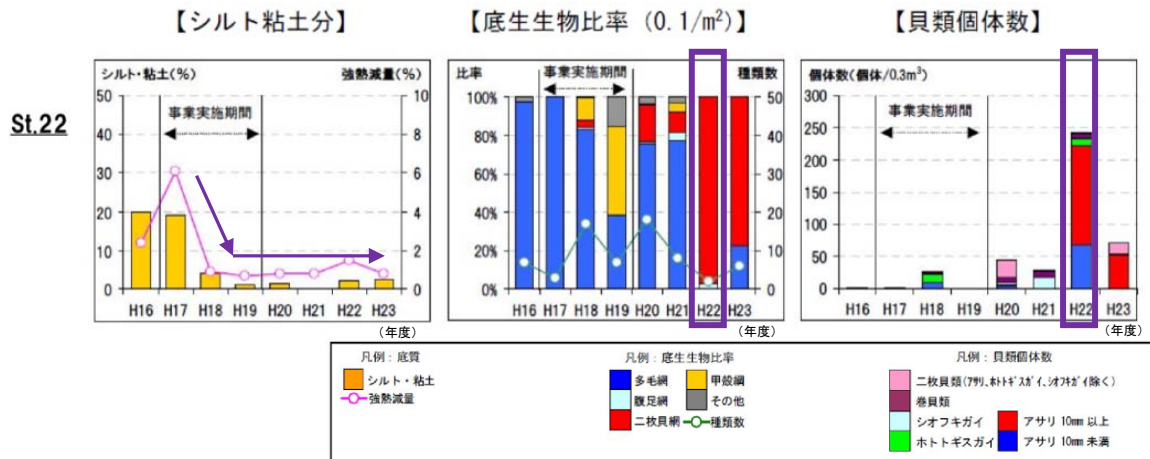 【シルト粘土分】
【底生生物比率（0.1/m²）】
【貝類個体数】
St.22
シルト・粘土(%)
強熱減量(%)
事業実施期間
50
40
30
20
10
0
10
8
6
4
2
0
H16 H17 H18 H19 H20 H21 H22 H23
（年度）
比率
事業実施期間
種類数
100%
80%
60%
40%
20%
0%
50
40
30
20
10
0
H16 H17 H18 H19 H20 H21 H22 H23
（年度）
個体数(個体/0.3m³)
事業実施期間
300
250
200
150
100
50
0
H16 H17 H18 H19 H20 H21 H22 H23
（年度）
凡例：底質
シルト・粘土
強熱減量
凡例：底生生物比率
多毛綱 甲殻綱
腹足綱 その他
二枚貝綱 種類数
凡例：貝類個体数
二枚貝類(アサリ、ホトトギスガイ、シオフキガイ除く)
巻貝類
シオフキガイ アサリ 10mm 以上
ホトトギスガイ アサリ 10mm 未満